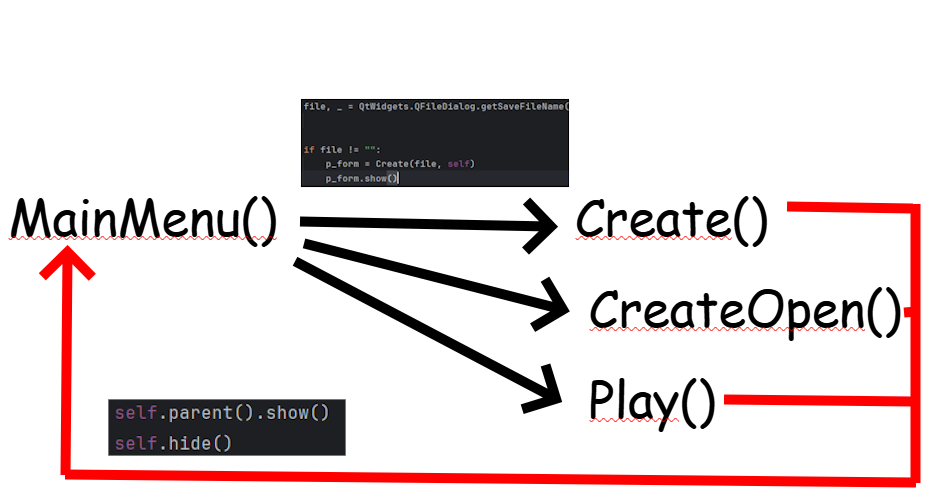 file, _ = QtWidgets.QFileDialog.getSaveFileName(
if file != "":
p_form = Create(file, self)
p_form.show()
MainMenu()
Create()
CreateOpen()
Play()
self.parent().show()
self.hide()